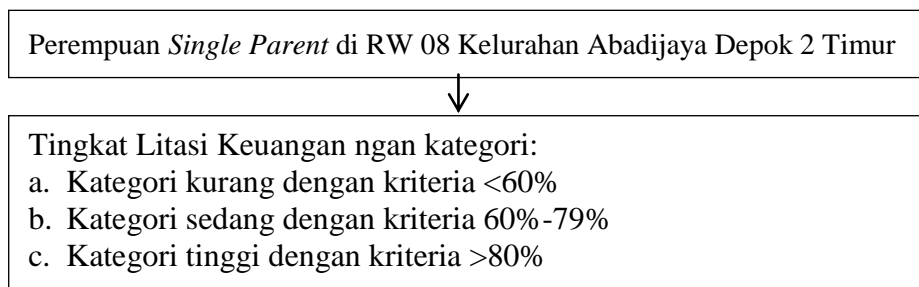 Perempuan Single Parent di RW 08 Kelurahan Abadijaya Depok 2 Timur
Tingkat Litasi Keuangan ngan kategori:
a. Kategori kurang dengan kriteria <60%
b. Kategori sedang dengan kriteria 60%-79%
c. Kategori tinggi dengan kriteria >80%